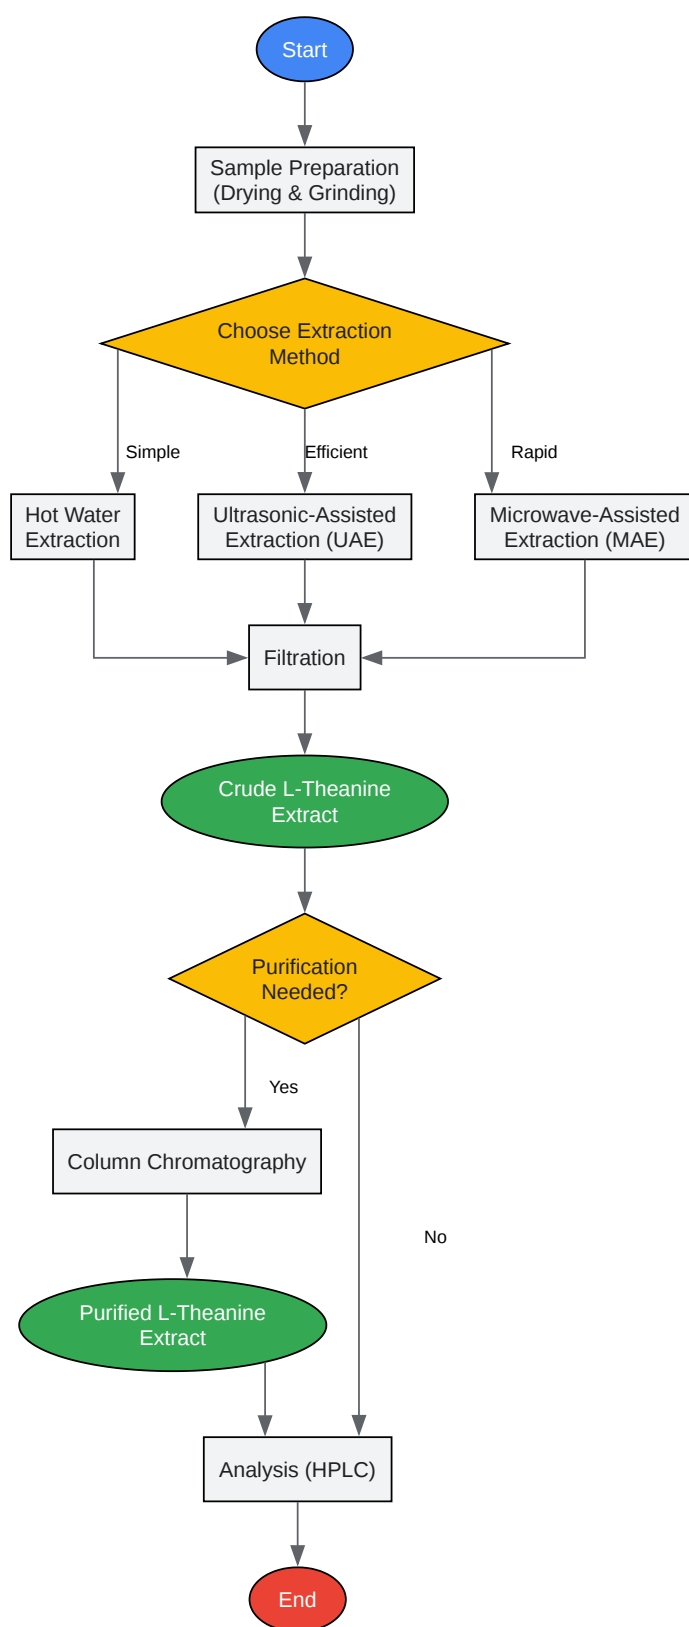 Start
Sample Preparation
(Drying & Grinding)
Choose Extraction
Method
Simple
Efficient
Rapid
Hot Water
Extraction
Ultrasonic-Assisted
Extraction (UAE)
Microwave-Assisted
Extraction (MAE)
Filtration
Crude L-Theanine
Extract
Purification
Needed?
Yes
Column Chromatography
No
Purified L-Theanine
Extract
Analysis (HPLC)
End